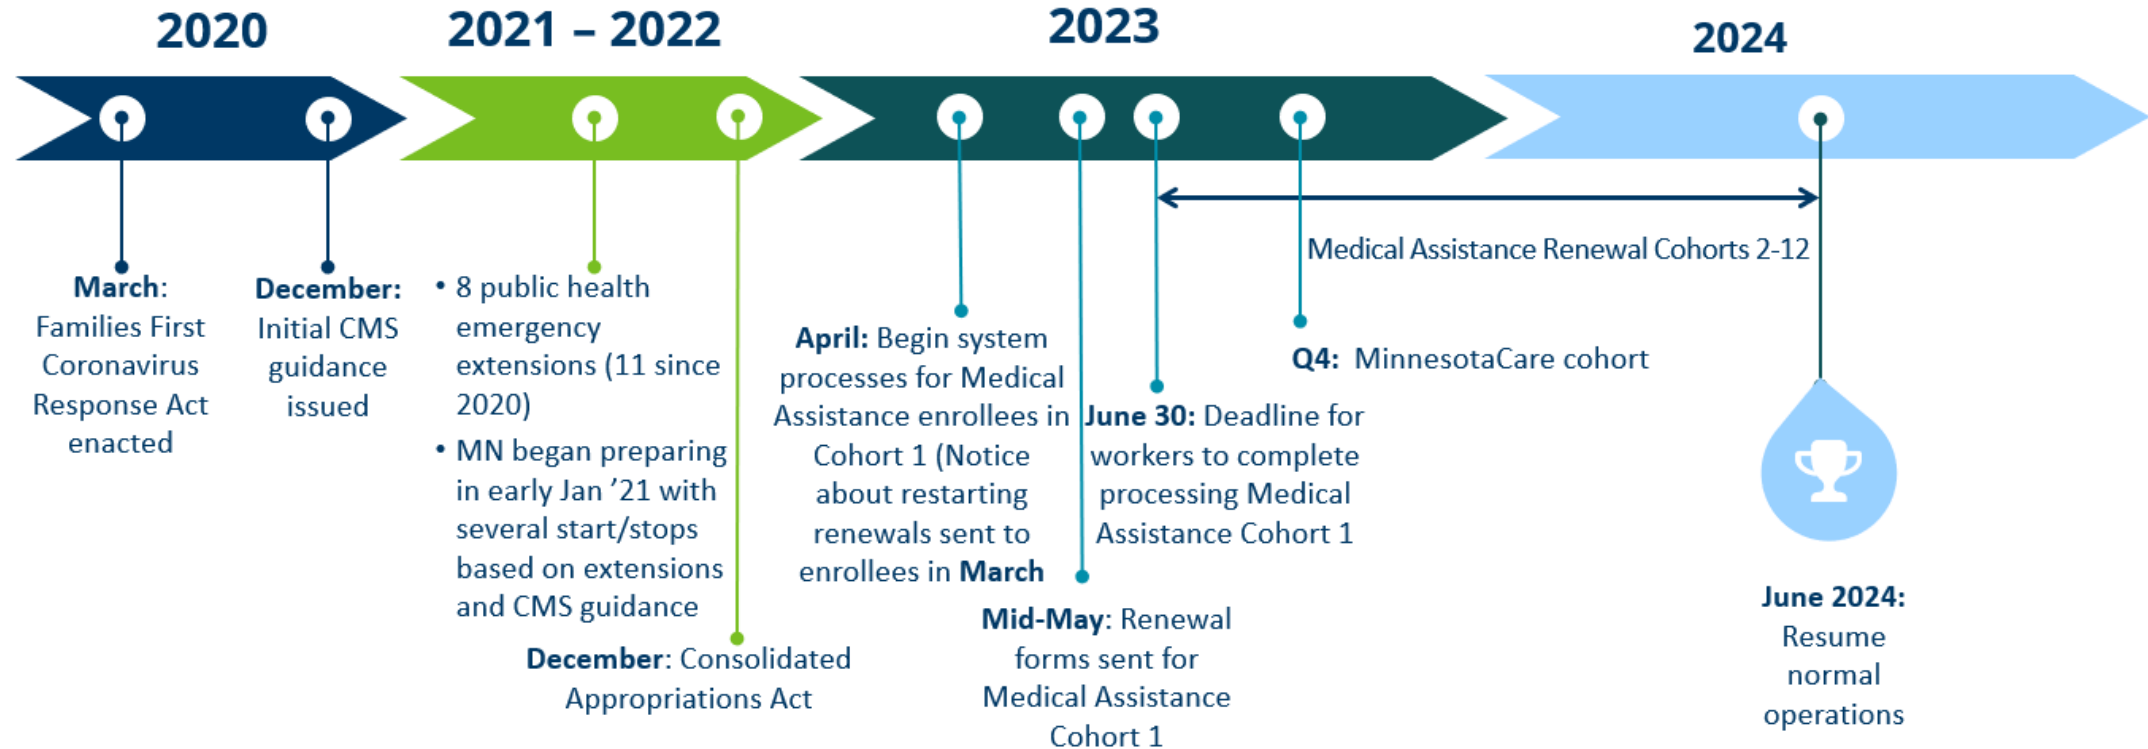 2020
2021 – 2022
2023
2024
March:
Families First
Coronavirus
Response Act
enacted
December:
Initial CMS
guidance
issued
• 8 public health
emergency
extensions (11 since
2020)
• MN began preparing
in early Jan ’21 with
several start/stops
based on extensions
and CMS guidance
December: Consolidated
Appropriations Act
April: Begin system
processes for Medical
Assistance enrollees in
Cohort 1 (Notice
about restarting
renewals sent to
enrollees in March
Mid-May: Renewal
forms sent for
Medical Assistance
Cohort 1
June 30: Deadline for
workers to complete
processing Medical
Assistance Cohort 1
Medical Assistance Renewal Cohorts 2-12
Q4: MinnesotaCare cohort
June 2024:
Resume
normal
operations